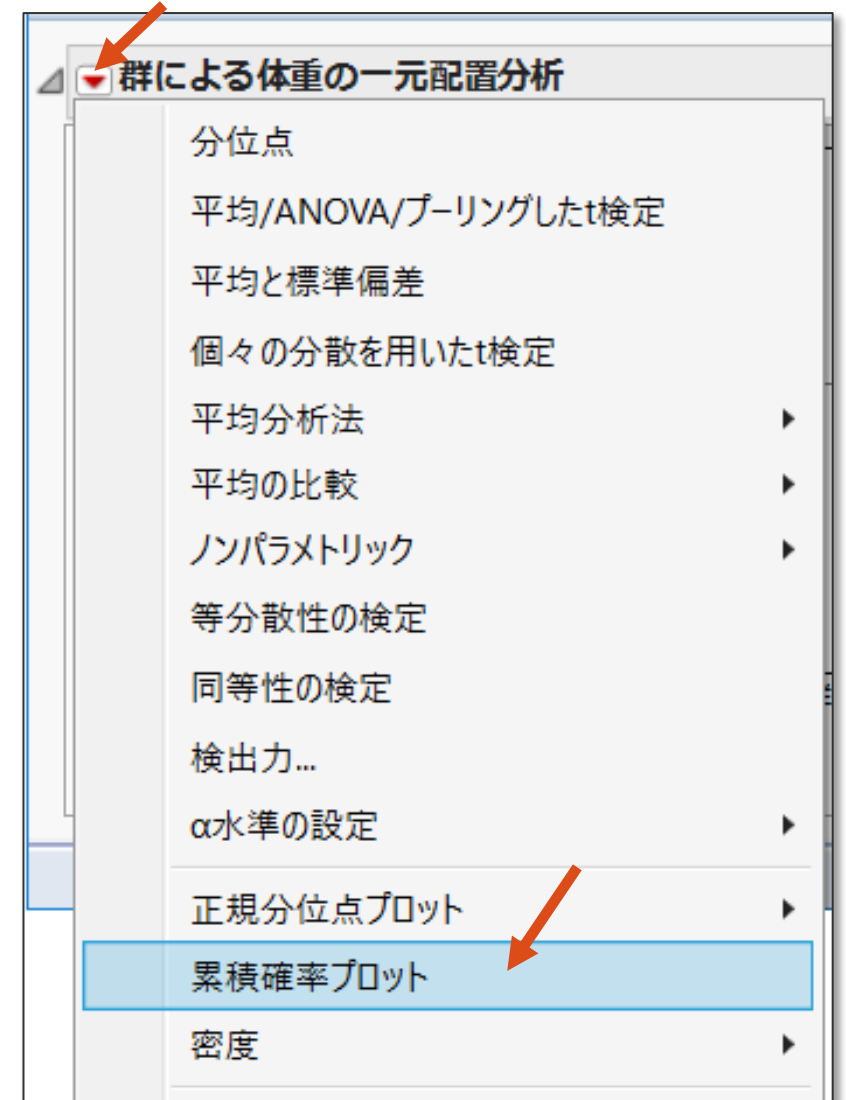 群による体重の一元配置分析
分位点
平均/ANOVA/プーリングしたt検定
平均と標準偏差
個々の分散を用いたt検定
平均分析法
平均の比較
ノンパラメトリック
等分散性の検定
同等性の検定
検出力...
α水準の設定
正規分位点プロット
累積確率プロット
密度